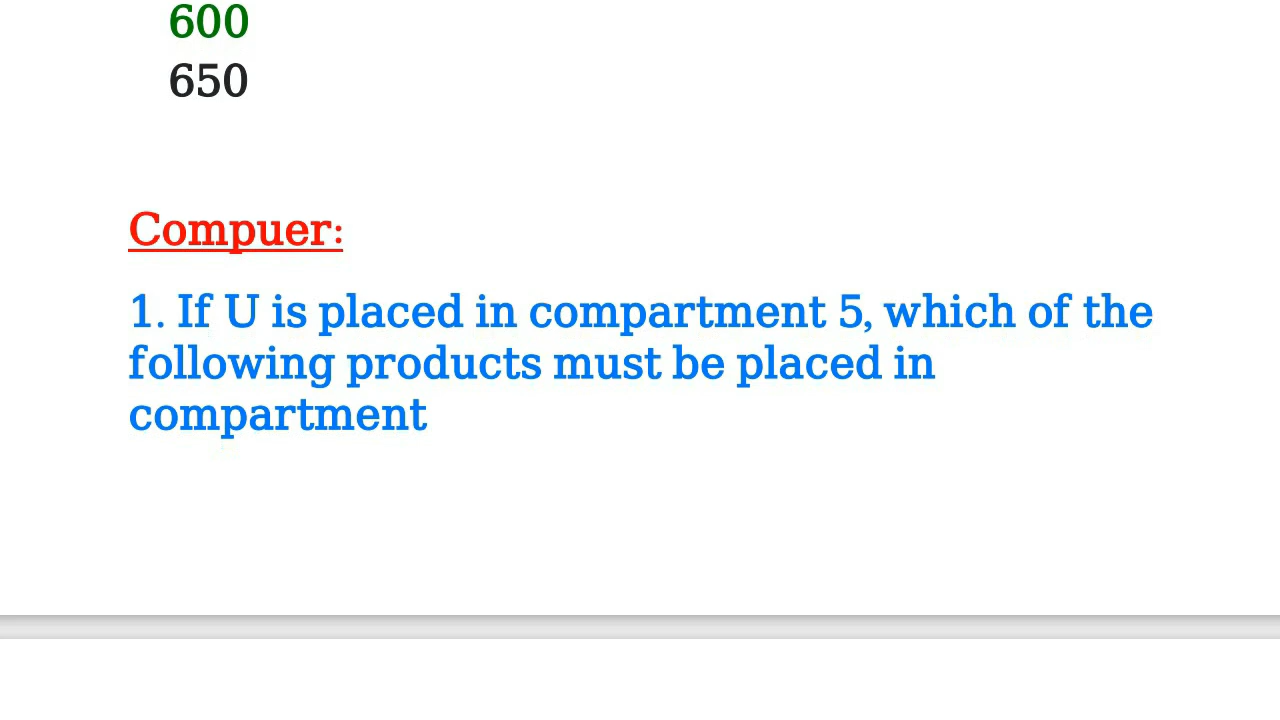 600
650
Compuer:
1. If U is placed in compartment 5, which of the
following products must be placed in
compartment